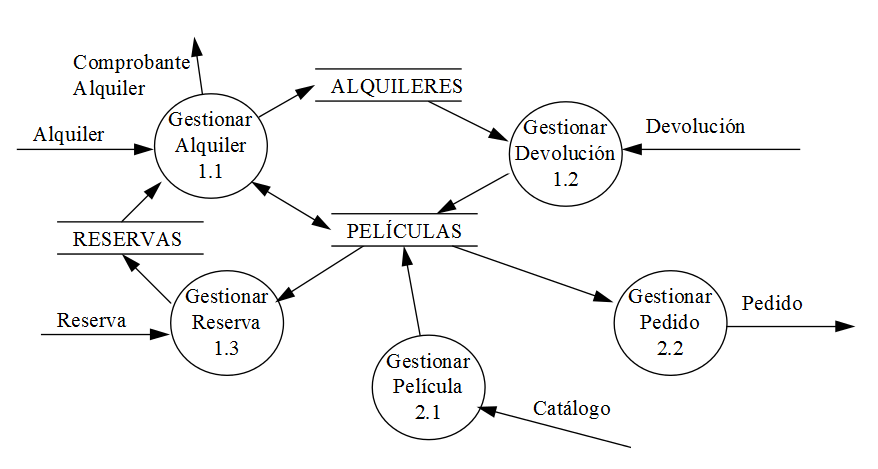 Comprobante
Alquiler
ALQUILERES
Gestionar
Alquiler
1.1
Alquiler
Gestionar
Devolución
1.2
Devolución
RESERVAS
PELÍCULAS
Gestionar
Reserva
1.3
Reserva
Gestionar
Pedido
2.2
Pedido
Gestionar
Película
2.1
Catálogo